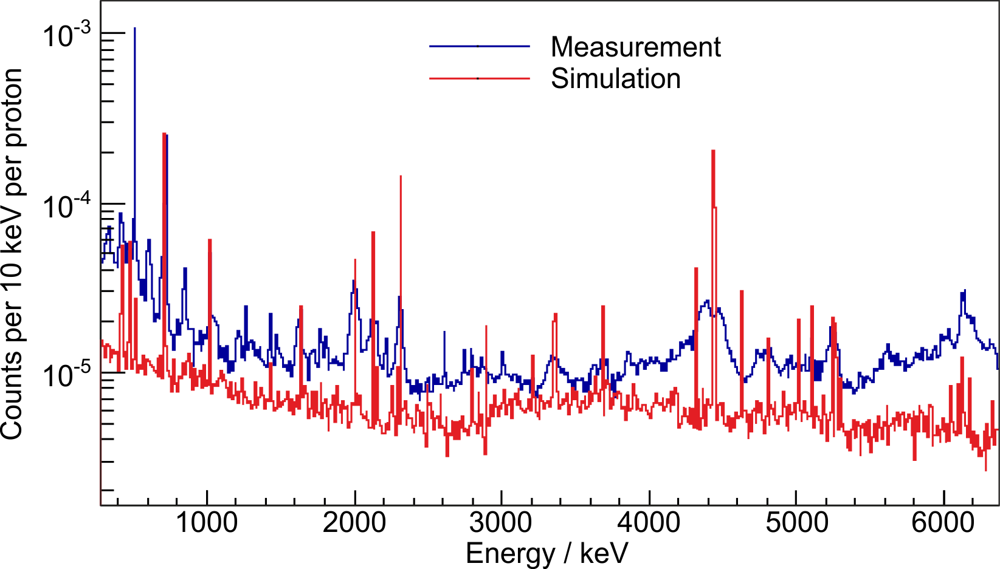 10-3
Measurement
Simulation
10-4
10-5
Counts per 10 keV per proton
1000 2000 3000 4000 5000 6000
Energy / keV